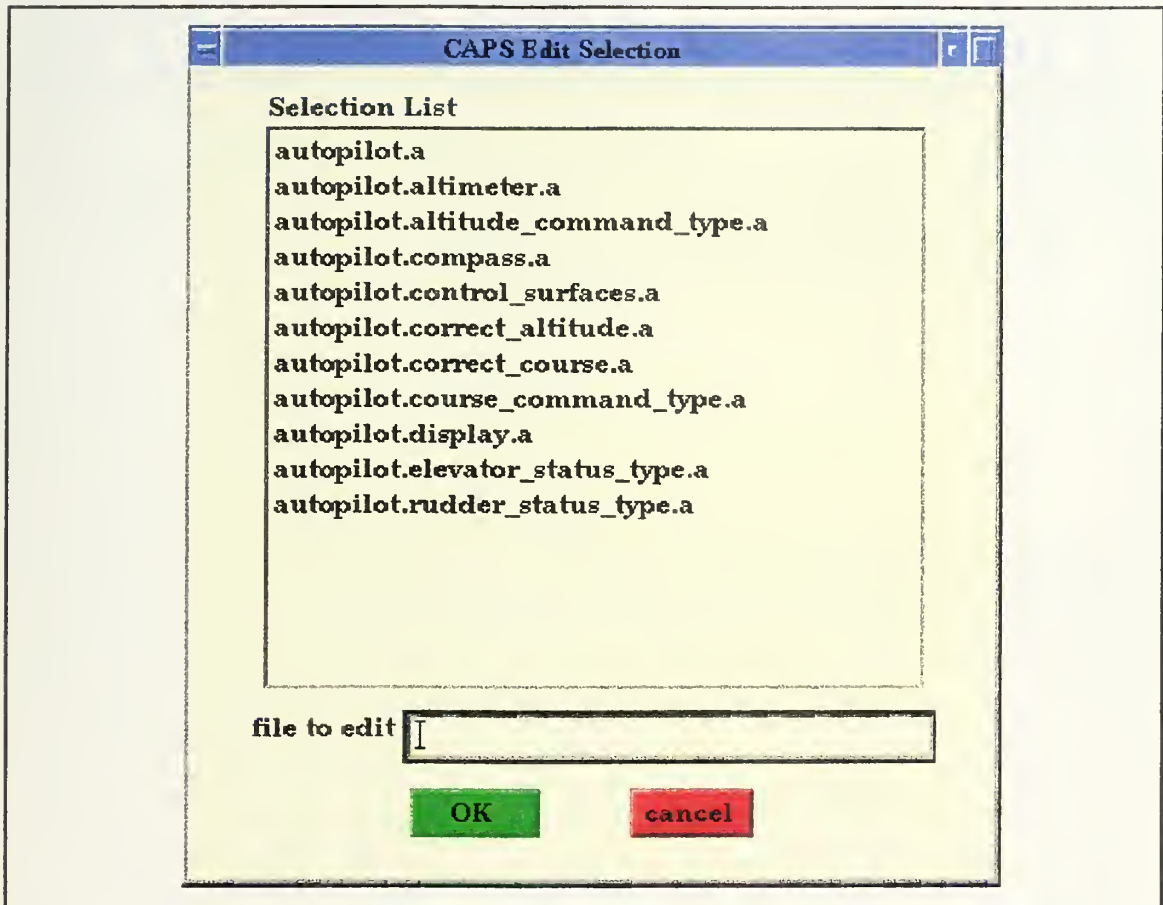 CAPS Edit Selection
Selection List
autopilot.a
autopilot.altimeter.a
autopilot.altitude_command_type.a
autopilot.compass.a
autopilot.control_surfaces.a
autopilot.correct_altitude.a
autopilot.correct_course.a
autopilot.course_command_type.a
autopilot.display.a
autopilot.elevator_status_type.a
autopilot.rudder_status_type.a
file to edit
OK cancel